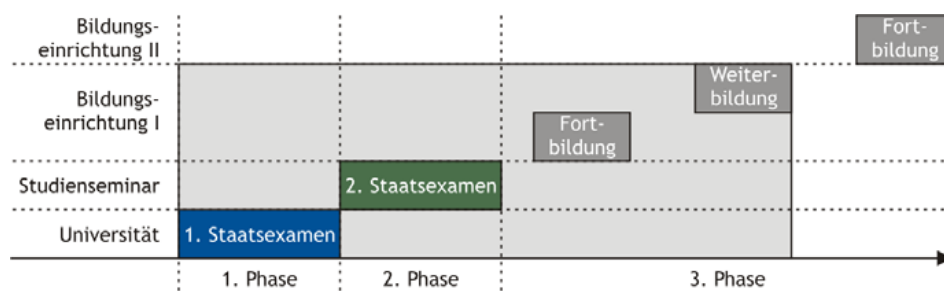 Bildungs-
einrichtung II
Fort-
bildung
Bildungs-
einrichtung I
Weiter-
bildung
Fort-
bildung
Studienseminar
2. Staatsexamen
Universität
1. Staatsexamen
1. Phase
2. Phase
3. Phase